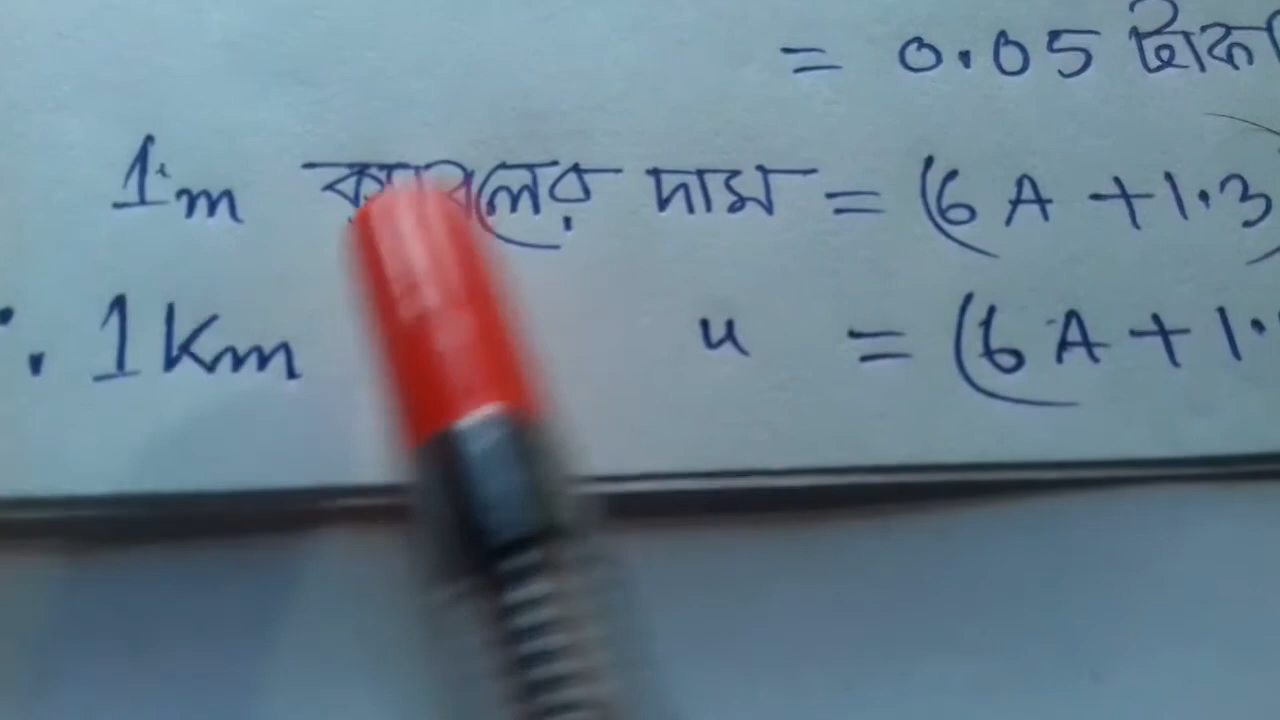 = 0.05 টাকা
1m ক্যাবলের দাম = (6A + 1.3)
∴ 1Km " = (6A + 1.